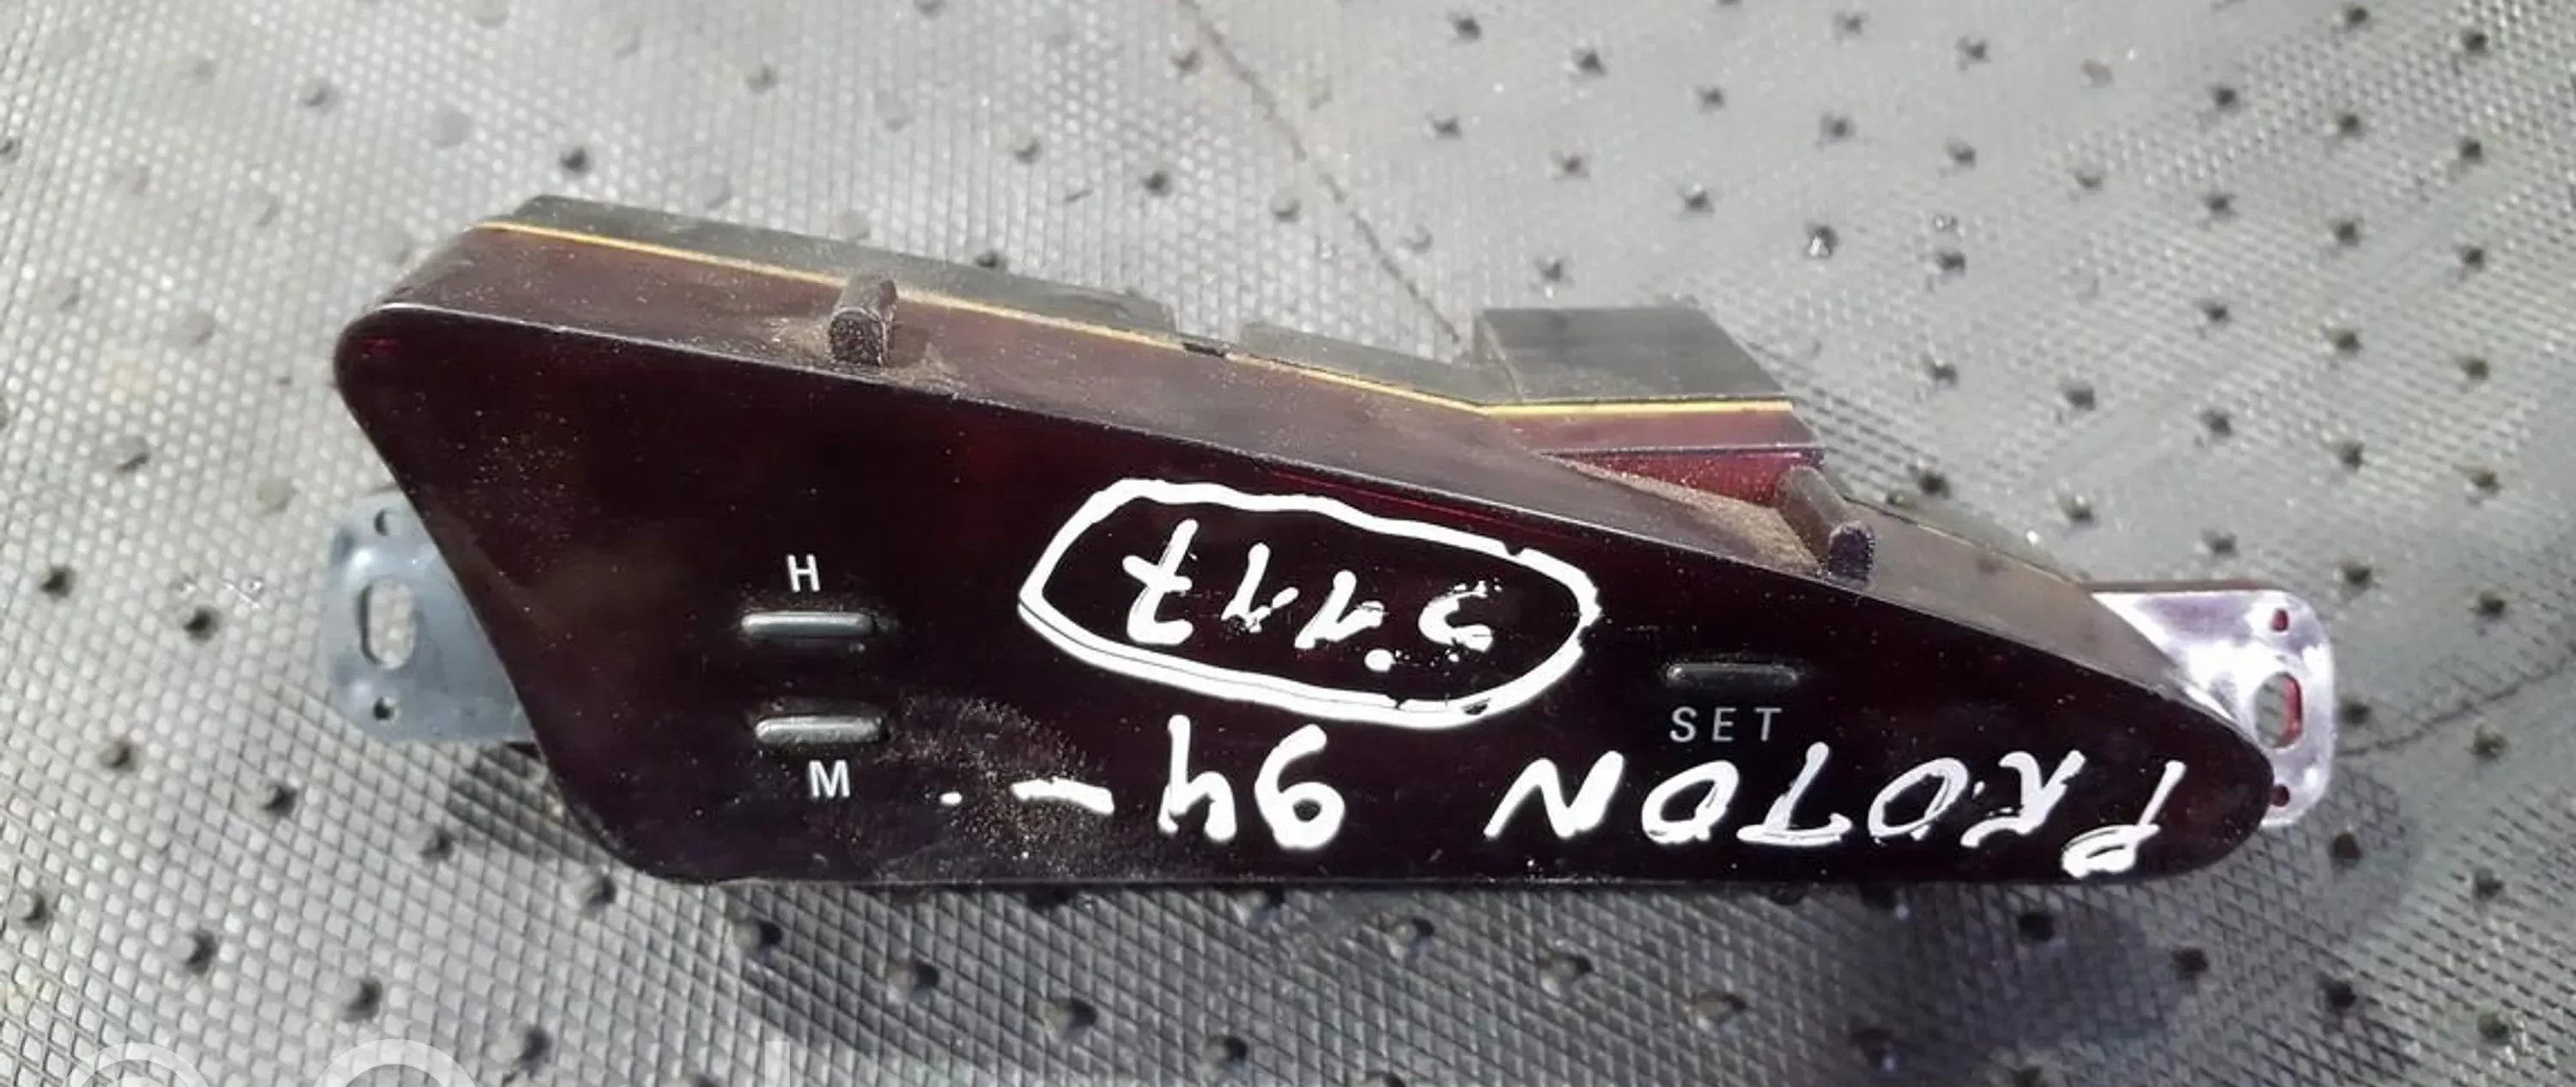 H
M
SET
PROTON 94 -